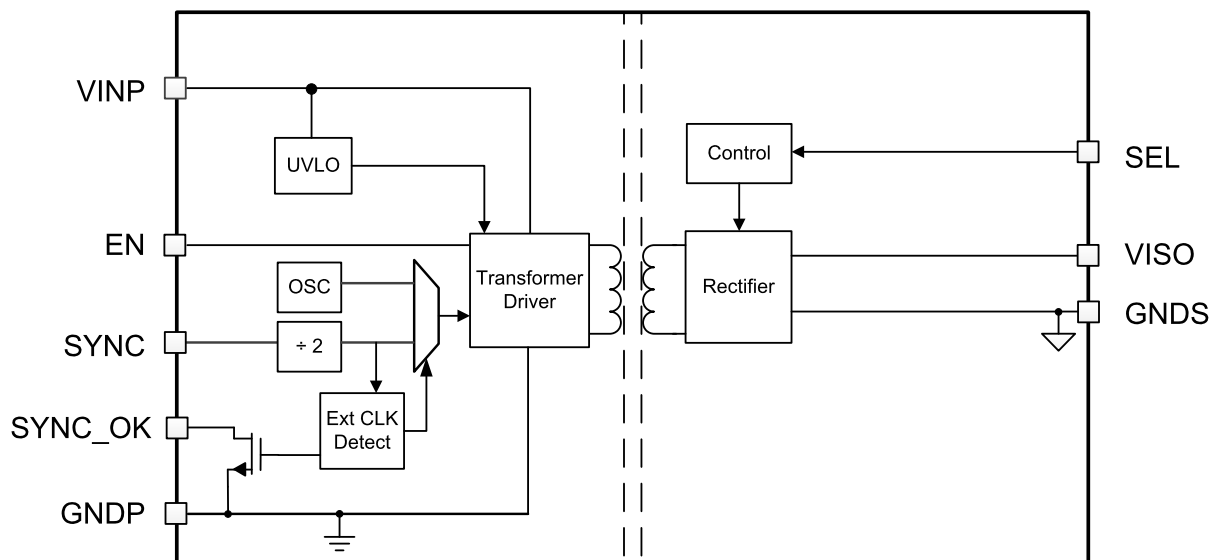 VINP
UVLO
Control
SEL
EN
Transformer
Driver
Rectifier
VISO
OSC
GNDS
SYNC
÷ 2
SYNC_OK
Ext CLK
Detect
GNDP